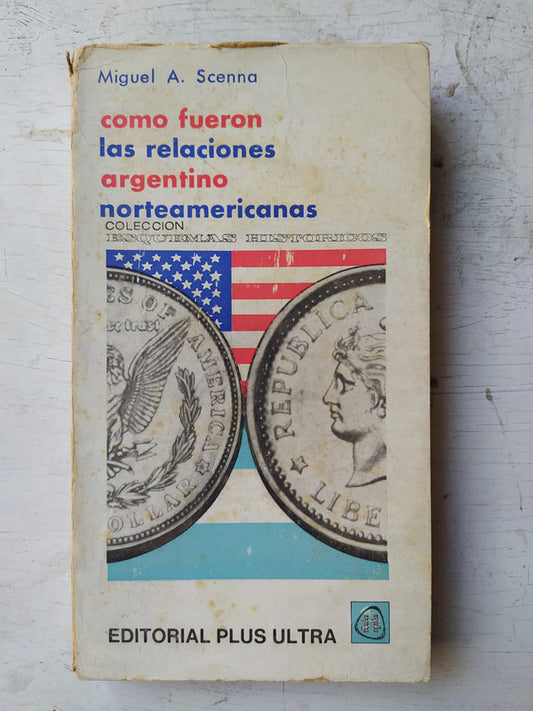 Miguel A. Scenna
como fueron
las relaciones
argentino
norteamericanas
COLECCION
ESQUEMAS HISTORICOS
ES OF AMERICA
trust
DOLLAR
REPUBLICA
LIBE
EDITORIAL PLUS ULTRA